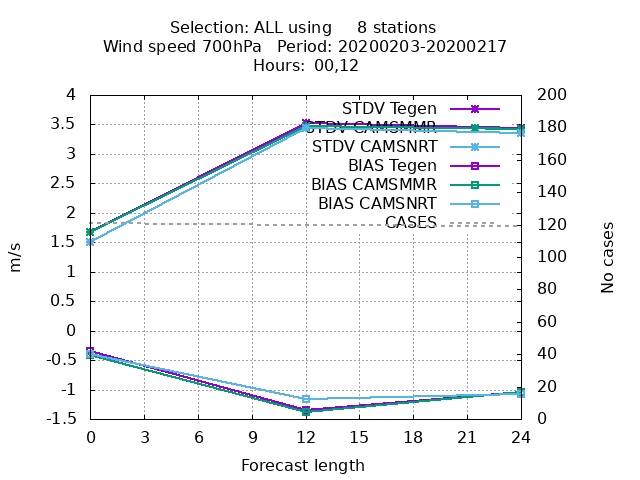 Selection: ALL using 8 stations
Wind speed 700hPa Period: 20200203-20200217
Hours: 00,12
4
3.5
3
2.5
2
1.5
1
0.5
0
-0.5
-1
-1.5
m/s
STDV Tegen
STDV CAMSMMR
STDV CAMSNRT
BIAS Tegen
BIAS CAMSMMR
BIAS CAMSNRT
CASES
200
180
160
140
120
100
80
60
40
20
0
No cases
0 3 6 9 12 15 18 21 24
Forecast length